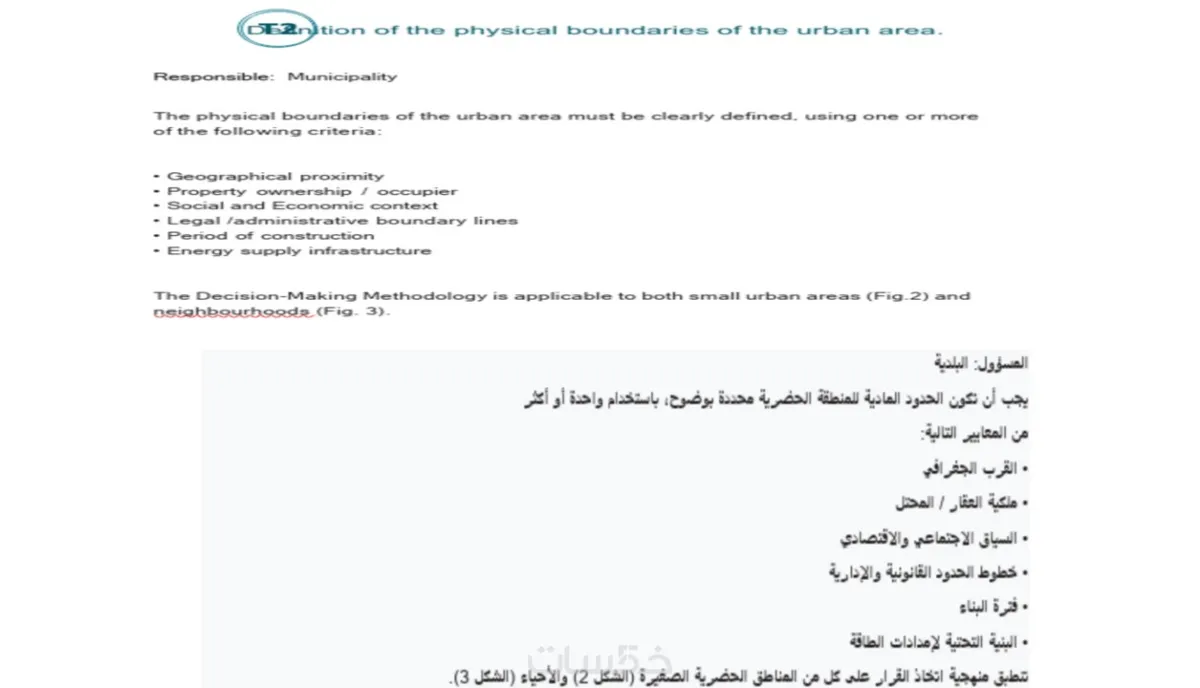 T2
Definition of the physical boundaries of the urban area.
Responsible: Municipality
The physical boundaries of the urban area must be clearly defined, using one or more
of the following criteria:
• Geographical proximity
• Property ownership / occupier
• Social and Economic context
• Legal /administrative boundary lines
• Period of construction
• Energy supply infrastructure
The Decision-Making Methodology is applicable to both small urban areas (Fig.2) and
neighbourhoods (Fig. 3).
المسؤول: البلدية
يجب أن تكون الحدود المادية للمنطقة الحضرية محددة بوضوح، باستخدام واحدة أو أكثر
من المعايير التالية:
• القرب الجغرافي
• ملكية العقار / المحتل
• السياق الاجتماعي والاقتصادي
• خطوط الحدود القانونية والإدارية
• فترة البناء
• البنية التحتية لإمدادات الطاقة
خمسات
تنطبق منهجية اتخاذ القرار على كل من المناطق الحضرية الصغيرة (الشكل 2) والأحياء (الشكل 3).